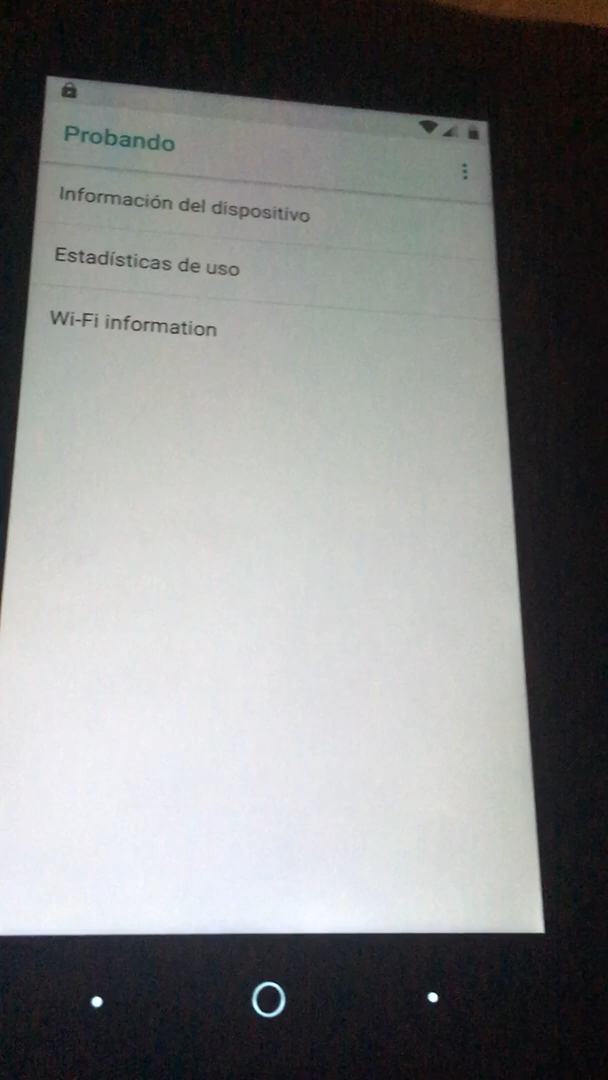 Probando
Información del dispositivo
Estadísticas de uso
Wi-Fi information